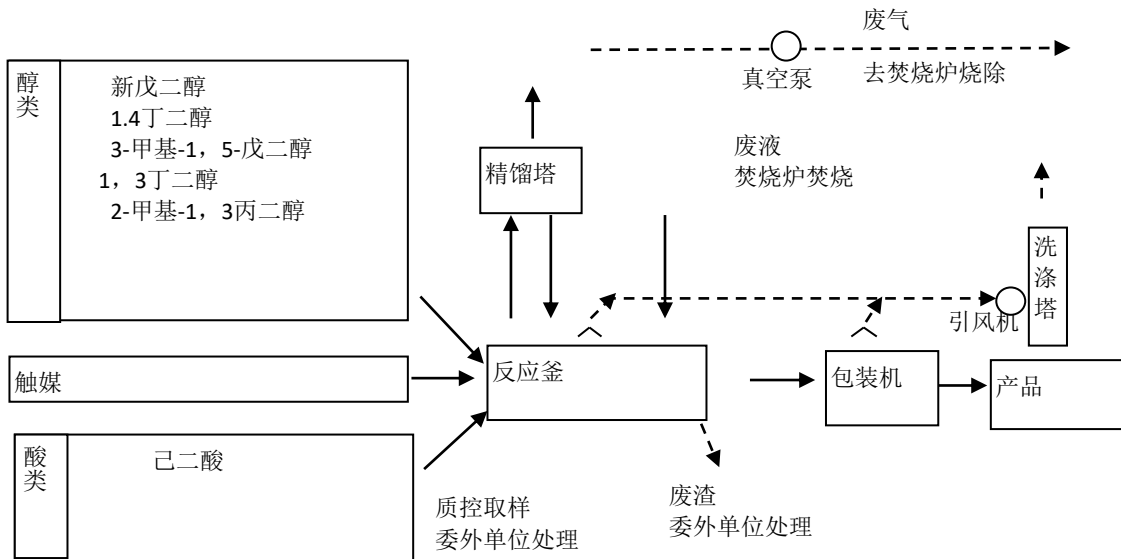 废气
真空泵
去焚烧炉烧除
醇类
新戊二醇
1.4丁二醇
3-甲基-1，5-戊二醇
1，3丁二醇
2-甲基-1，3丙二醇
精馏塔
废液
焚烧炉焚烧
洗涤塔
引风机
触媒
反应釜
包装机
产品
酸类
己二酸
质控取样
委外单位处理
废渣
委外单位处理